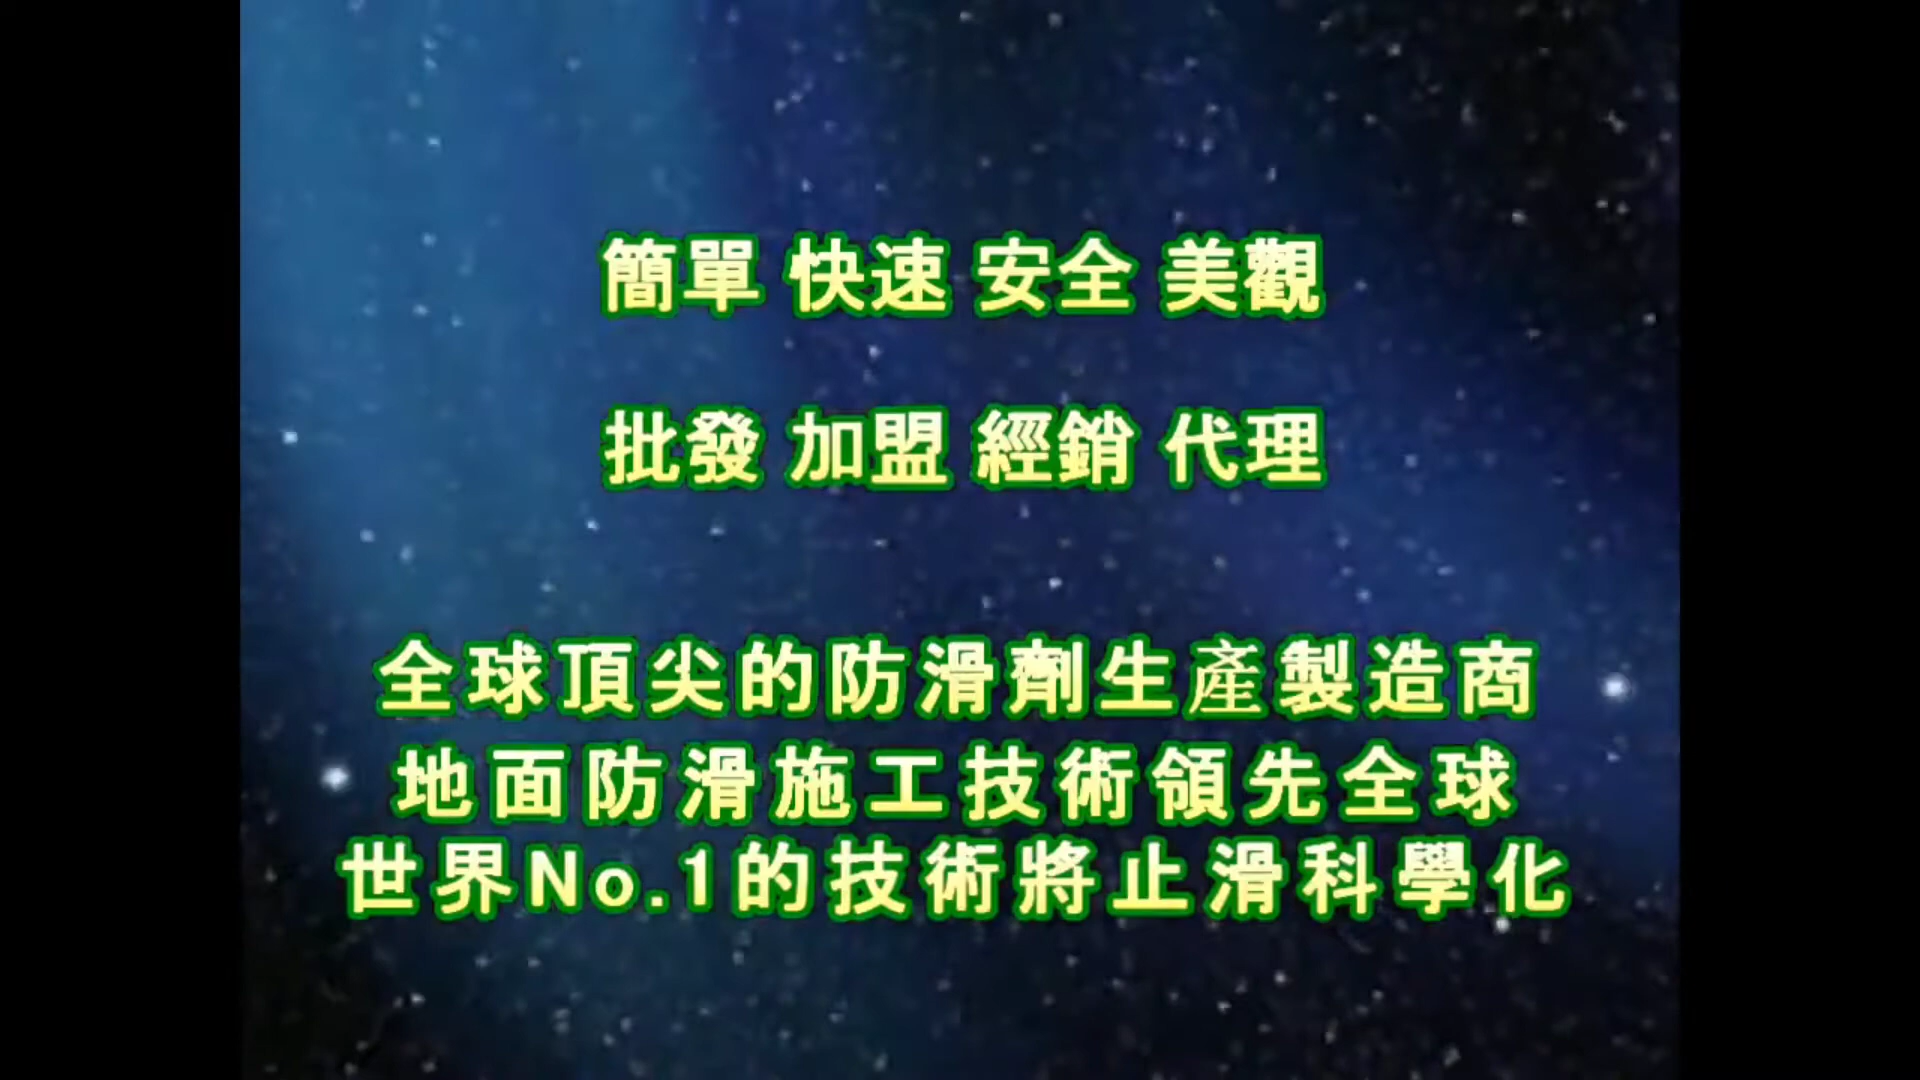 簡單 快速 安全 美觀
批發 加盟 經銷 代理
全球頂尖的防滑劑生產製造商
地面防滑施工技術領先全球
世界No.1的技術將止滑科學化